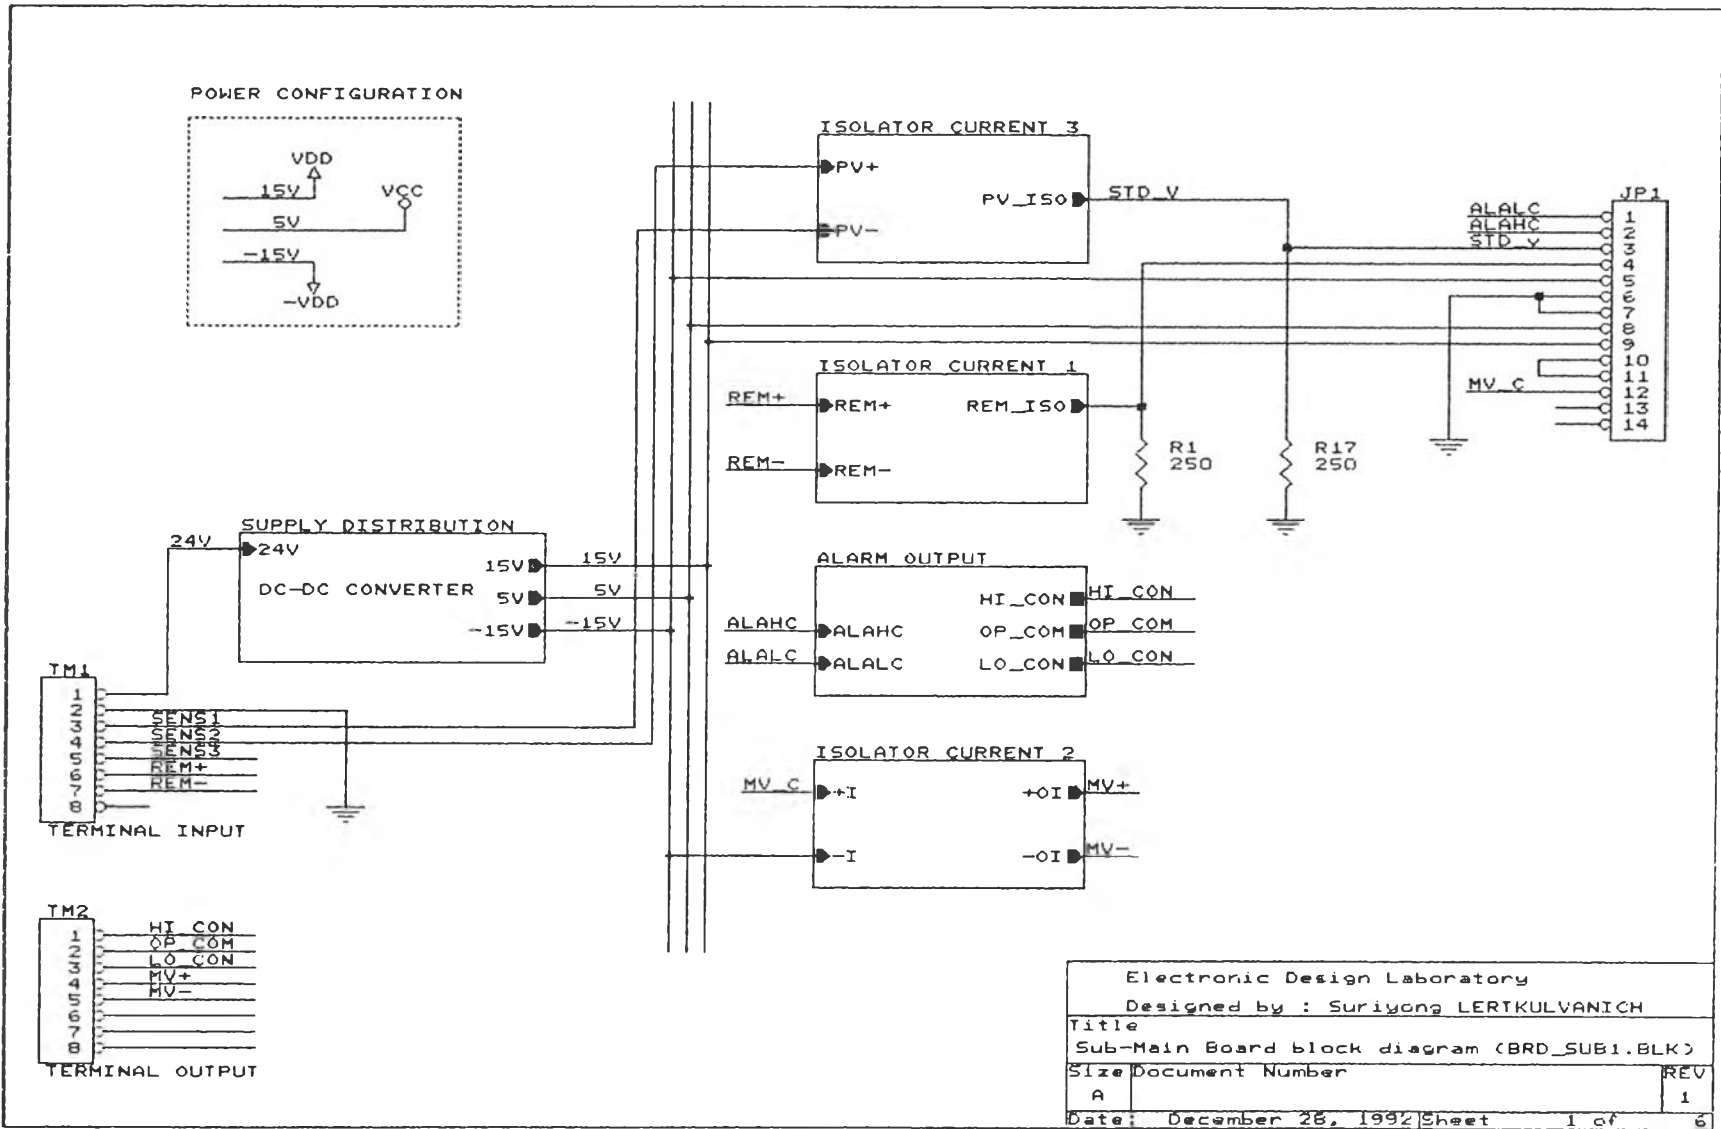 POWER CONFIGURATION
VDD
15V
VCC
5V
-15V
-VDD
ISOLATOR CURRENT 3
PV+
PV_ISO
STD_V
PV-
JP1
ALALC
1
ALAHC
2
STD_V
3
4
5
6
7
8
9
10
11
MV_C
12
13
14
ISOLATOR CURRENT 1
REM+
REM+
REM_ISO
REM-
REM-
R1
250
R17
250
SUPPLY DISTRIBUTION
24V
24V
15V
15V
DC-DC CONVERTER
5V
5V
-15V
-15V
ALARM OUTPUT
HI_CON
HI_CON
ALAHC
ALAHC
OP_COM
OP_COM
ALALC
ALALC
LO_CON
LO_CON
TM1
1
2
SENS1
3
SENS2
4
SENS3
5
REM+
6
REM-
7
8
TERMINAL INPUT
ISOLATOR CURRENT 2
MV_C
+I
+OI
MV+
-I
-OI
MV-
TM2
HI_CON
1
OP_COM
2
LO_CON
3
MV+
4
MV-
5
6
7
8
TERMINAL OUTPUT
Electronic Design Laboratory
Designed by : Suriyong LERTKULVANICH
Title
Sub-Main Board block diagram (BRD_SUB1.BLK)
Size Document Number REV
A 1
Date: December 28, 1992 Sheet 1 of 6